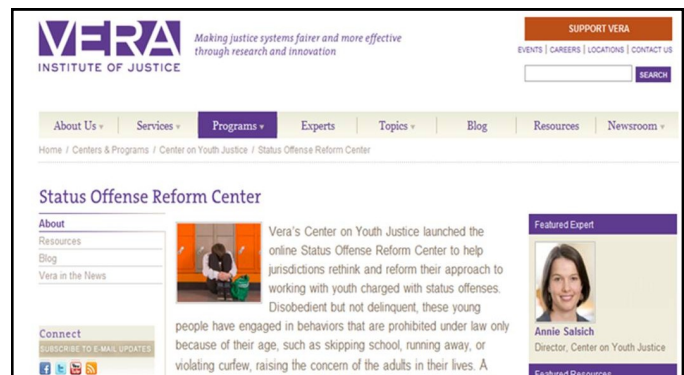 VERA
INSTITUTE OF JUSTICE
Making justice systems fairer and more effective
through research and innovation
SUPPORT VERA
EVENTS | CAREERS | LOCATIONS | CONTACT US
SEARCH
About Us Services Programs Experts Topics Blog Resources Newsroom
Home / Centers & Programs / Center on Youth Justice / Status Offense Reform Center
Status Offense Reform Center
About
Resources
Blog
Vera in the News
Connect
SUBSCRIBE TO E-MAIL UPDATES
Vera's Center on Youth Justice launched the
online Status Offense Reform Center to help
jurisdictions rethink and reform their approach to
working with youth charged with status offenses.
Disobedient but not delinquent, these young
people have engaged in behaviors that are prohibited under law only
because of their age, such as skipping school, running away, or
violating curfew, raising the concern of the adults in their lives. A
Featured Expert
Annie Salsich
Director, Center on Youth Justice
Featured Resources